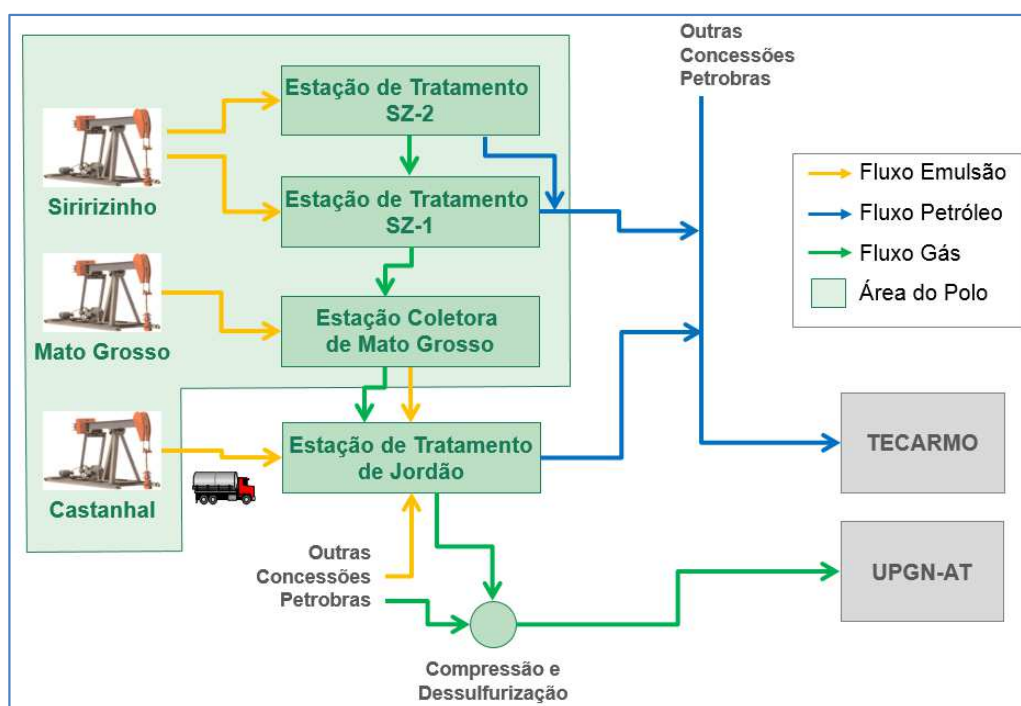 Outras
Concessões
Petrobras
Estação de Tratamento
SZ-2
Siririzinho
Estação de Tratamento
SZ-1
Fluxo Emulsão
Fluxo Petróleo
Fluxo Gás
Área do Polo
Mato Grosso
Estação Coletora
de Mato Grosso
Castanhal
Estação de Tratamento
de Jordão
TECARMO
Outras
Concessões
Petrobras
UPGN-AT
Compressão e
Dessulfurização